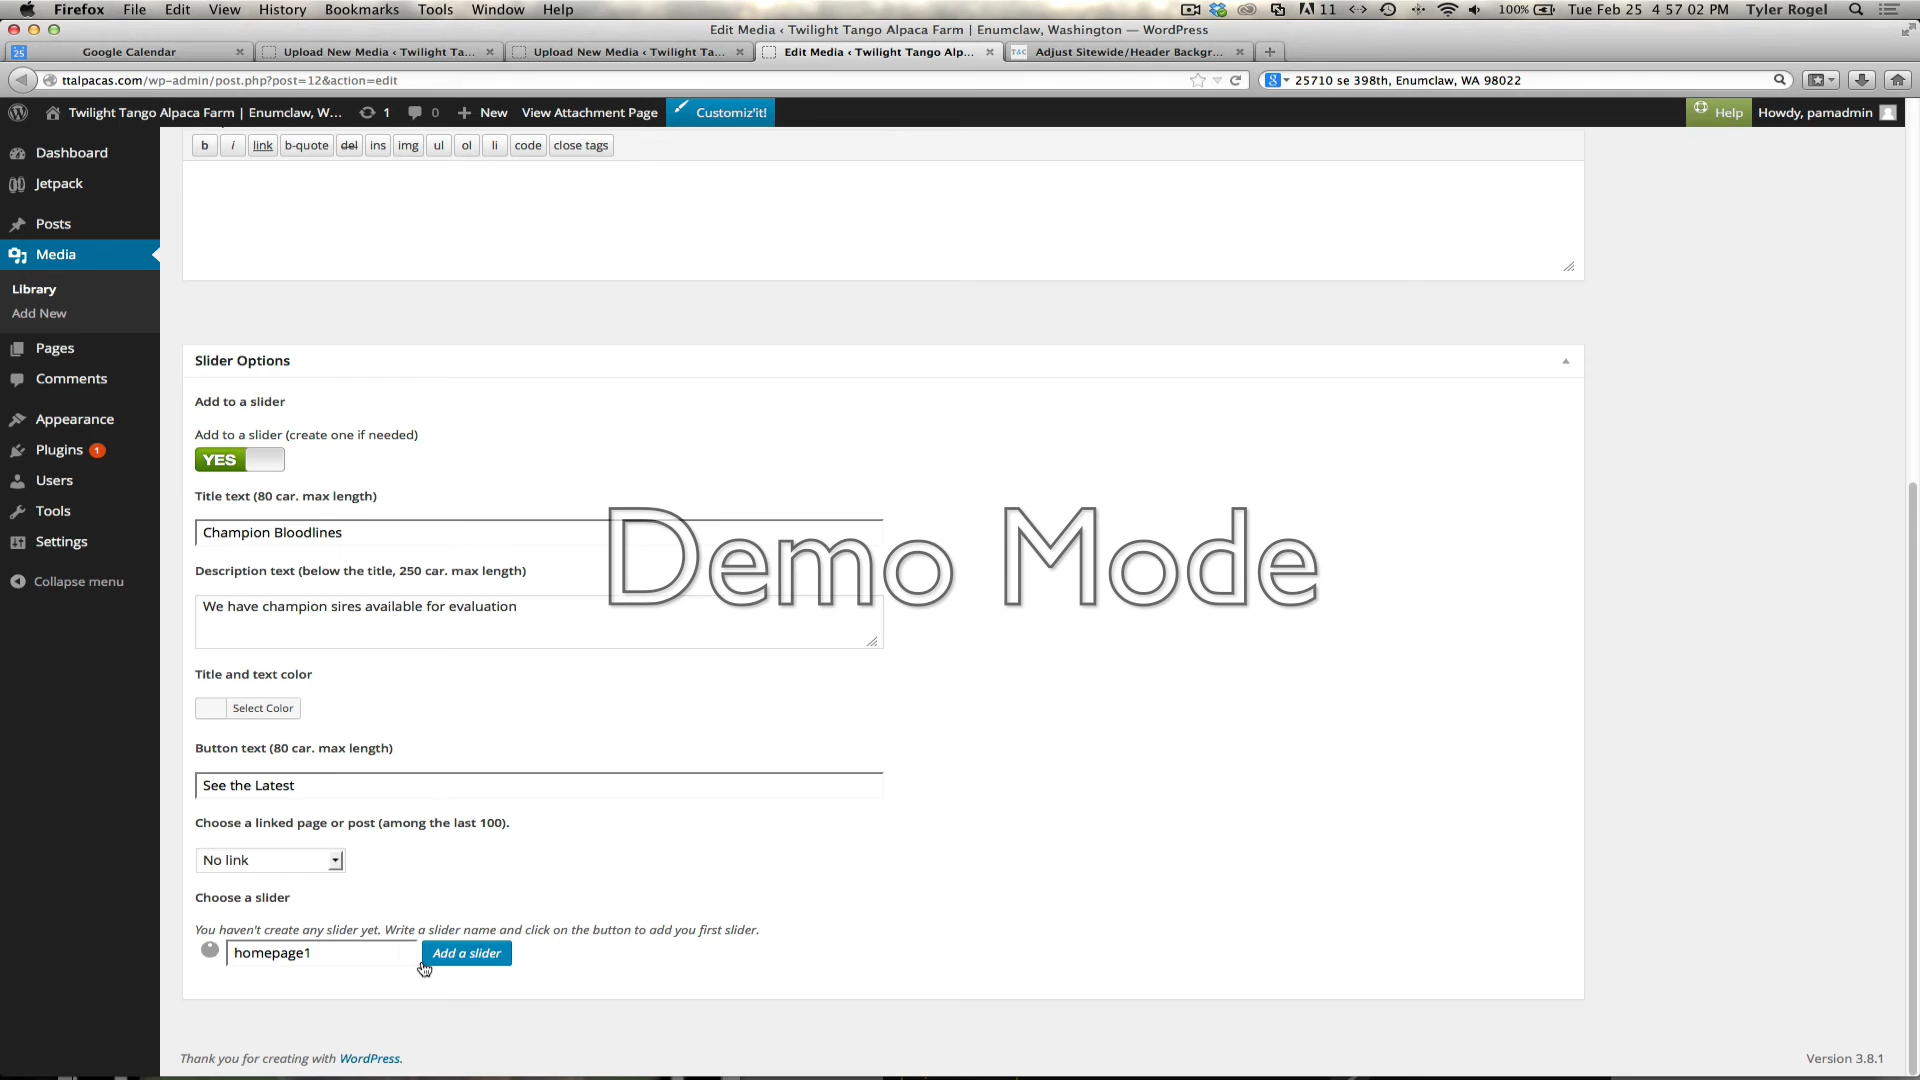 Firefox File Edit View History Bookmarks Tools Window Help 11 100% Tue Feb 25 4 57 02 PM Tyler Rogel
Edit Media ‹ Twilight Tango Alpaca Farm | Enumclaw, Washington — WordPress
25 Google Calendar Upload New Media ‹ Twilight Ta... Upload New Media ‹ Twilight Ta... Edit Media ‹ Twilight Tango Alp... T&C Adjust Sitewide/Header Backgr...
ttalpacas.com/wp-admin/post.php?post=12&action=edit 25710 se 398th, Enumclaw, WA 98022
Twilight Tango Alpaca Farm | Enumclaw, W... 1 0 New View Attachment Page Customiz'it! Help Howdy, pamadmin
b i link b-quote del ins img ul ol li code close tags
Dashboard
Jetpack
Posts
Media
Library
Add New
Pages
Comments
Appearance
Plugins 1
Users
Tools
Settings
Collapse menu
Slider Options
Add to a slider
Add to a slider (create one if needed)
YES
Title text (80 car. max length)
Champion Bloodlines
Demo Mode
Description text (below the title, 250 car. max length)
We have champion sires available for evaluation
Title and text color
Select Color
Button text (80 car. max length)
See the Latest
Choose a linked page or post (among the last 100).
No link
Choose a slider
You haven't create any slider yet. Write a slider name and click on the button to add you first slider.
homepage1 Add a slider
Thank you for creating with WordPress. Version 3.8.1